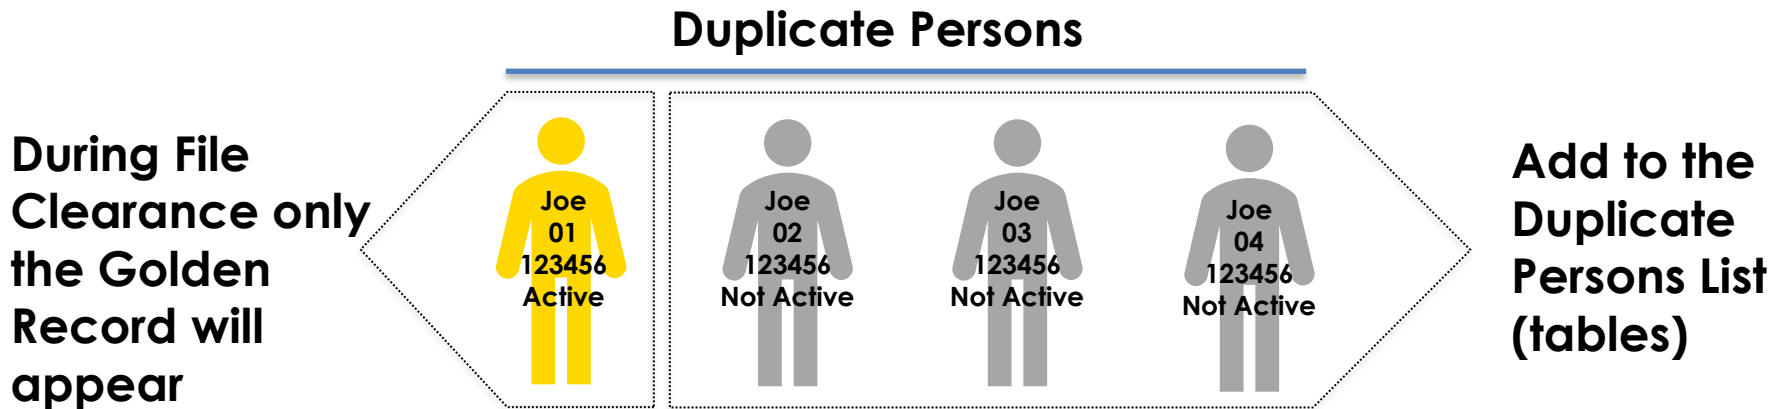 Duplicate Persons
During File
Clearance only
the Golden
Record will
appear
Joe
01
123456
Active
Joe
02
123456
Not Active
Joe
03
123456
Not Active
Joe
04
123456
Not Active
Add to the
Duplicate
Persons List
(tables)